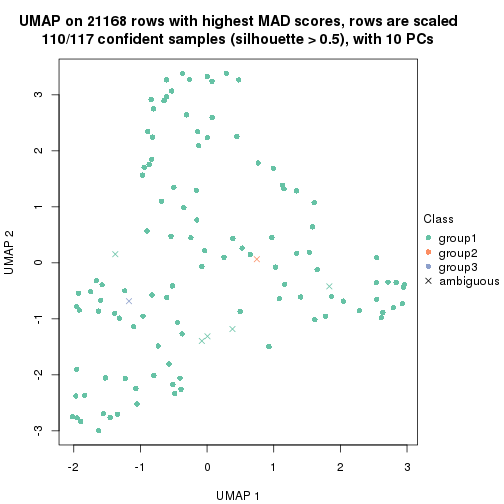 UMAP on 21168 rows with highest MAD scores, rows are scaled
110/117 confident samples (silhouette > 0.5), with 10 PCs
3
2
1
0
-1
-2
-3
UMAP 2
-2 -1 0 1 2 3
UMAP 1
Class
group1
group2
group3
ambiguous